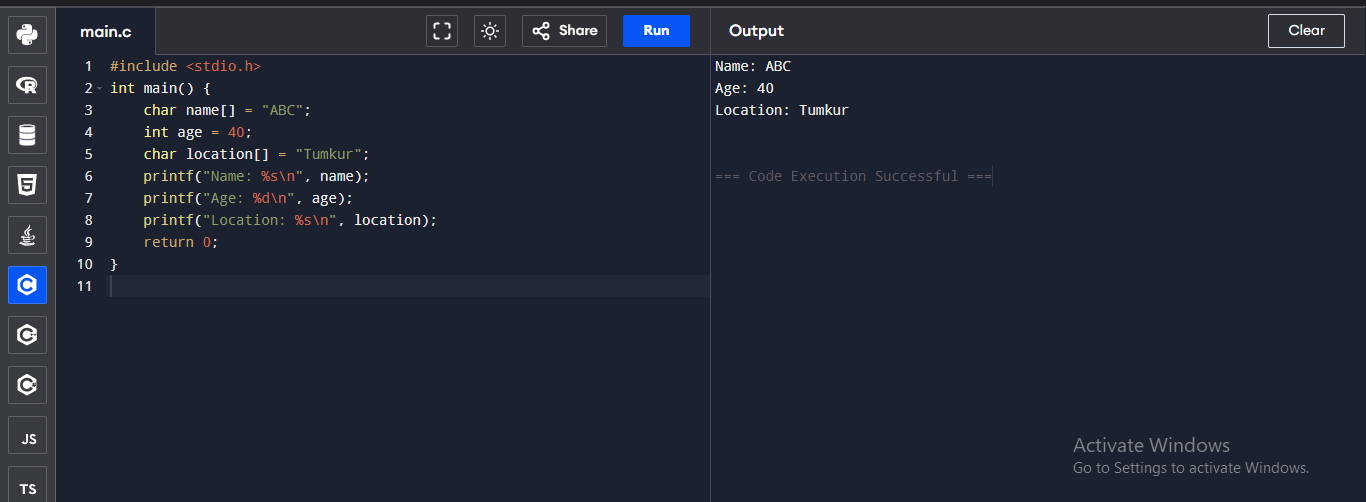 main.c
Share
Run
Output
Clear
1 #include <stdio.h>
2 int main() {
3     char name[] = "ABC";
4     int age = 40;
5     char location[] = "Tumkur";
6     printf("Name: %s\n", name);
7     printf("Age: %d\n", age);
8     printf("Location: %s\n", location);
9     return 0;
10 }
11
Name: ABC
Age: 40
Location: Tumkur
=== Code Execution Successful ===
R
5
C
C
C
JS
TS
Activate Windows
Go to Settings to activate Windows.